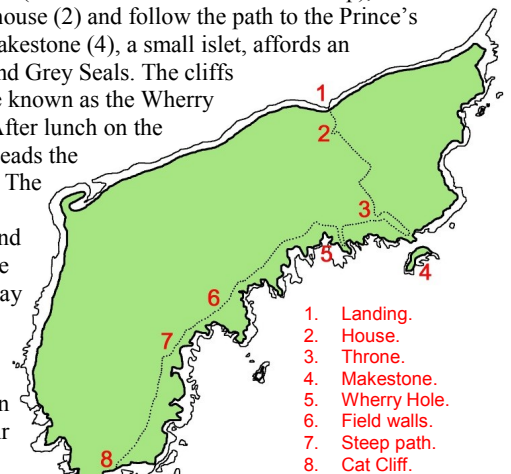 house (2) and follow the path to the Prince’s
akestone (4), a small islet, affords an
nd Grey Seals. The cliffs
e known as the Wherry
After lunch on the
eads the
The
nd
e
ay
n
ir
1
2
3
4
5
6
7
8
1. Landing.
2. House.
3. Throne.
4. Makestone.
5. Wherry Hole.
6. Field walls.
7. Steep path.
8. Cat Cliff.